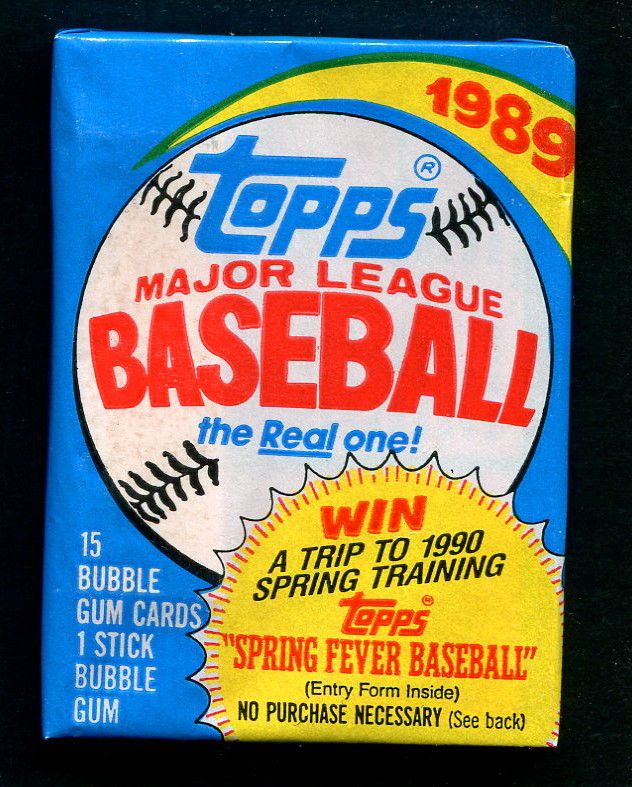 1989
topps®
MAJOR LEAGUE
BASEBALL
the Real one!
15
BUBBLE
GUM CARDS
1 STICK
BUBBLE
GUM
WIN
A TRIP TO 1990
SPRING TRAINING
topps®
"SPRING FEVER BASEBALL"
(Entry Form Inside)
NO PURCHASE NECESSARY (See back)